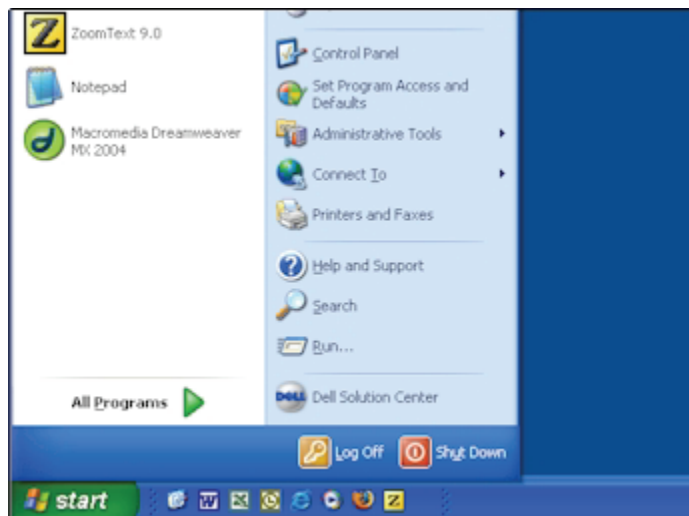 ZoomText 9.0
Notepad
Macromedia Dreamweaver
MX 2004
All Programs
Control Panel
Set Program Access and
Defaults
Administrative Tools
Connect To
Printers and Faxes
Help and Support
Search
Run...
DELL Dell Solution Center
Log Off Shut Down
start